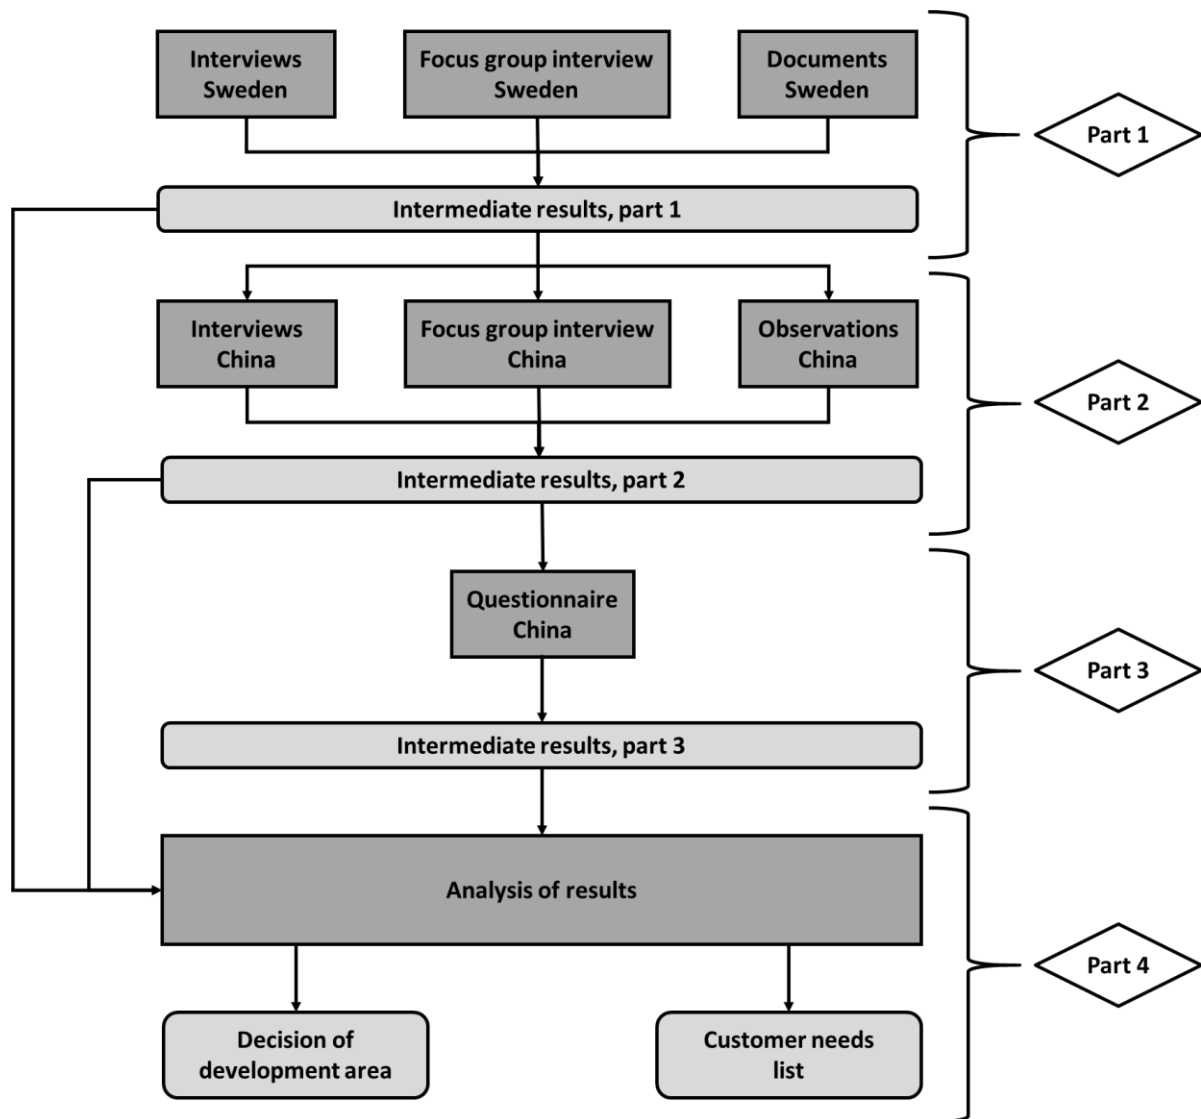 Interviews
Sweden
Focus group interview
Sweden
Documents
Sweden
Part 1
Intermediate results, part 1
Interviews
China
Focus group interview
China
Observations
China
Part 2
Intermediate results, part 2
Questionnaire
China
Part 3
Intermediate results, part 3
Analysis of results
Part 4
Decision of
development area
Customer needs
list